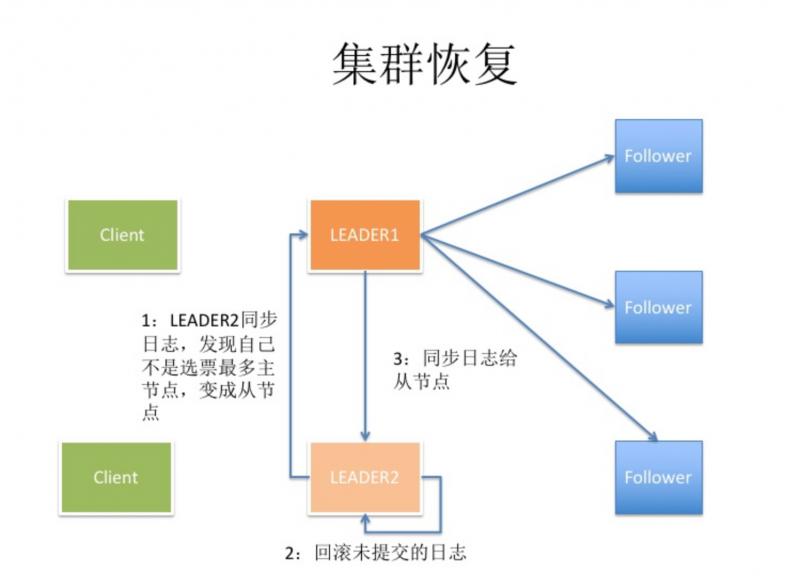 集群恢复
Follower
Client
LEADER1
Follower
1：LEADER2同步
日志，发现自己
不是选票最多主
节点，变成从节
点
3：同步日志给
从节点
Client
LEADER2
Follower
2：回滚未提交的日志